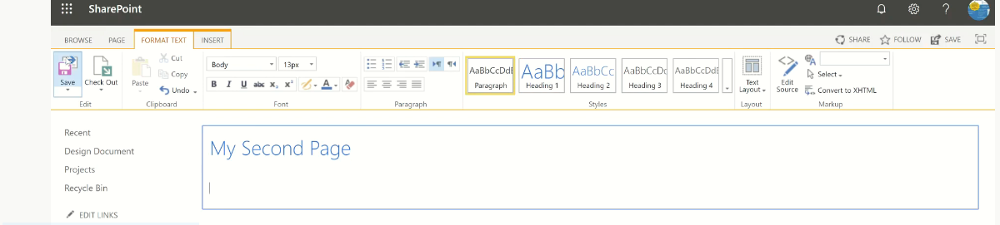 SharePoint
?
BROWSE PAGE FORMAT TEXT INSERT SHARE FOLLOW SAVE
Save Check Out Paste Cut Copy Undo
Body 13px
B I U abc x₂ x² A
AaBbCcDdE AaBb AaBbCc AaBbCcDc AaBbCcDdE
Paragraph Heading 1 Heading 2 Heading 3 Heading 4
Text Layout Edit Source Select Convert to XHTML
Edit Clipboard Font Paragraph Styles Layout Markup
Recent
Design Document
Projects
Recycle Bin
EDIT LINKS
My Second Page